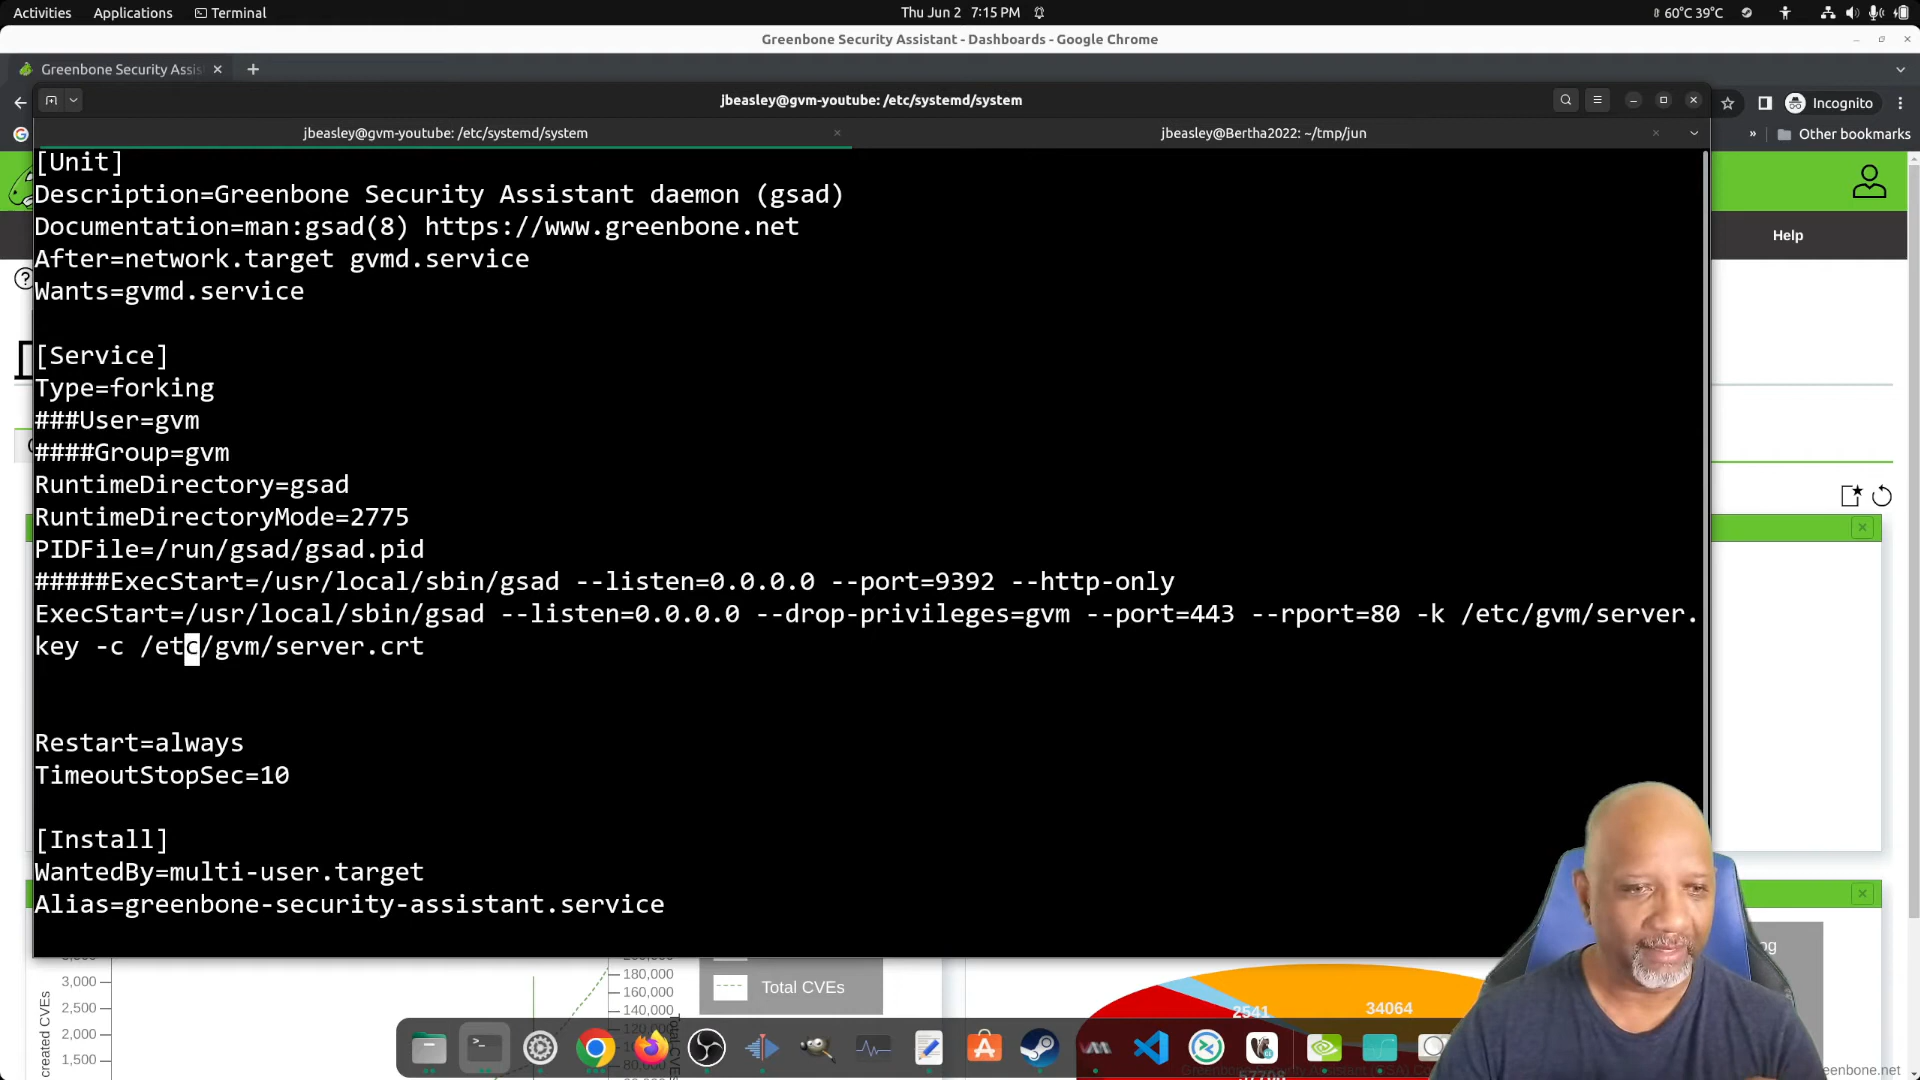 Activities Applications Terminal Thu Jun 2 7:15 PM 60°C 39°C
Greenbone Security Assistant - Dashboards - Google Chrome
Greenbone Security Assis
jbeasley@gvm-youtube: /etc/systemd/system
Incognito
jbeasley@gvm-youtube: /etc/systemd/system
jbeasley@Bertha2022: ~/tmp/jun
» Other bookmarks
Help
[Unit]
Description=Greenbone Security Assistant daemon (gsad)
Documentation=man:gsad(8) https://www.greenbone.net
After=network.target gvmd.service
Wants=gvmd.service
[Service]
Type=forking
###User=gvm
####Group=gvm
RuntimeDirectory=gsad
RuntimeDirectoryMode=2775
PIDFile=/run/gsad/gsad.pid
#####ExecStart=/usr/local/sbin/gsad --listen=0.0.0.0 --port=9392 --http-only
ExecStart=/usr/local/sbin/gsad --listen=0.0.0.0 --drop-privileges=gvm --port=443 --rport=80 -k /etc/gvm/server.
key -c /etc/gvm/server.crt
Restart=always
TimeoutStopSec=10
[Install]
WantedBy=multi-user.target
Alias=greenbone-security-assistant.service
3,000
2,500
2,000
1,500
created CVEs
180,000
160,000
140,000
120,000
Total CVEs
2541
34064